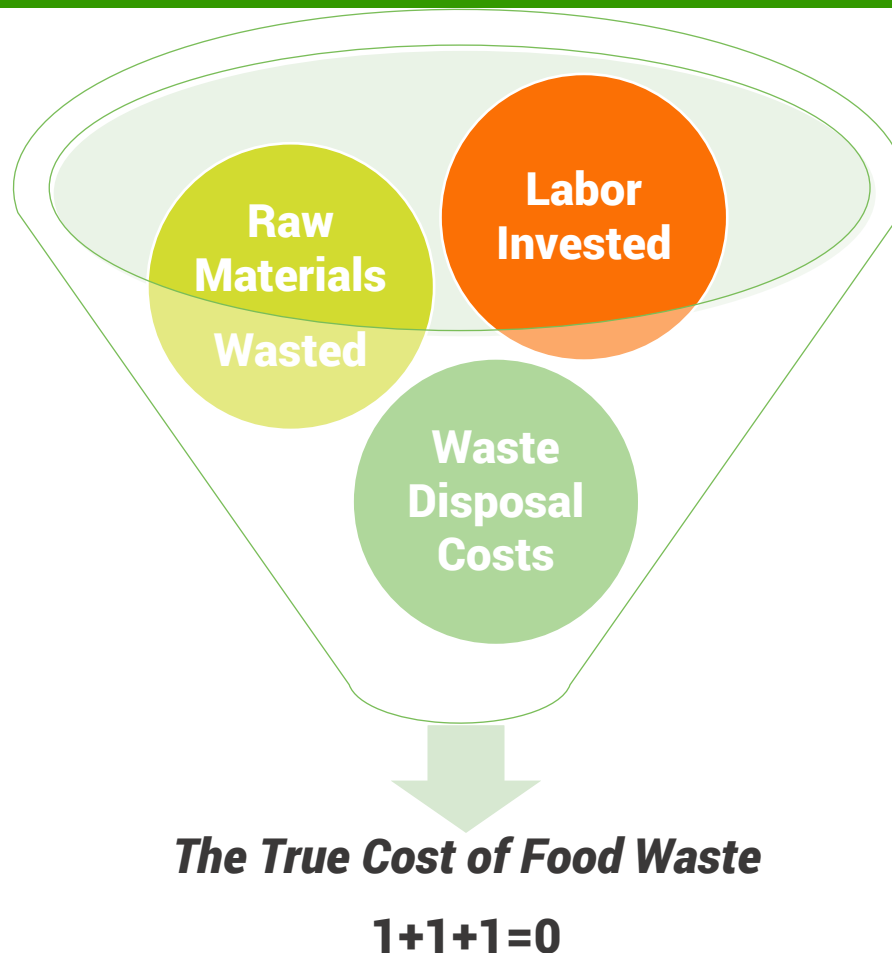 Raw
Materials
Wasted
Labor
Invested
Waste
Disposal
Costs
The True Cost of Food Waste
1+1+1=0